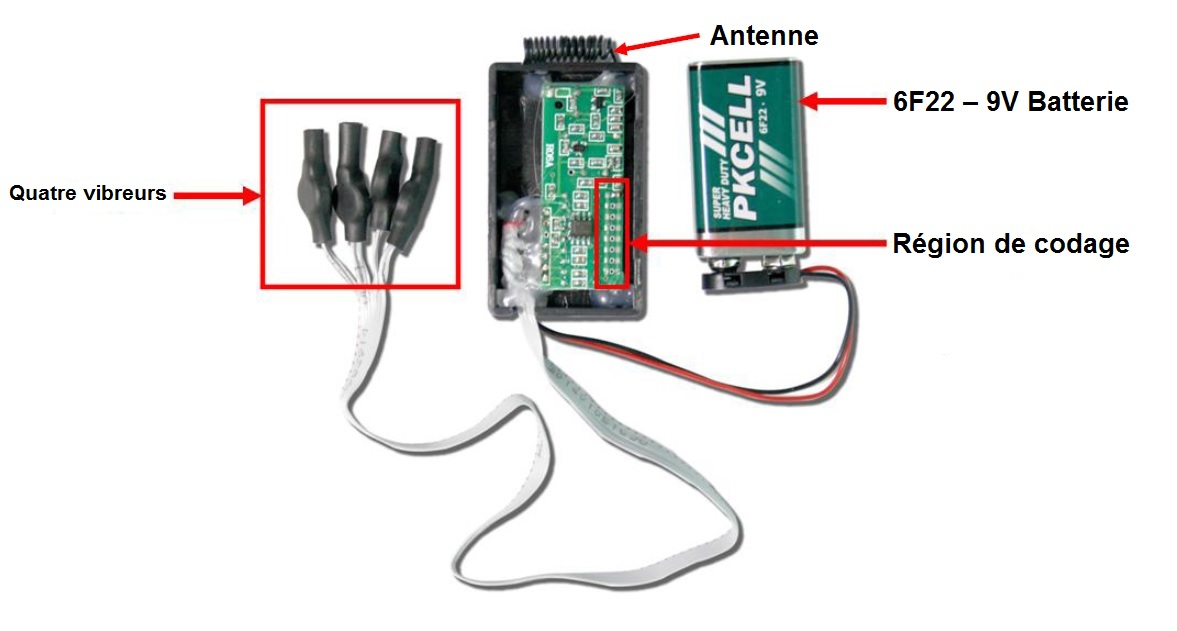 Antenne
6F22 – 9V Batterie
Quatre vibreurs
Région de codage
SUPER
HEAVY DUTY
PKCELL
6F22 · 9V